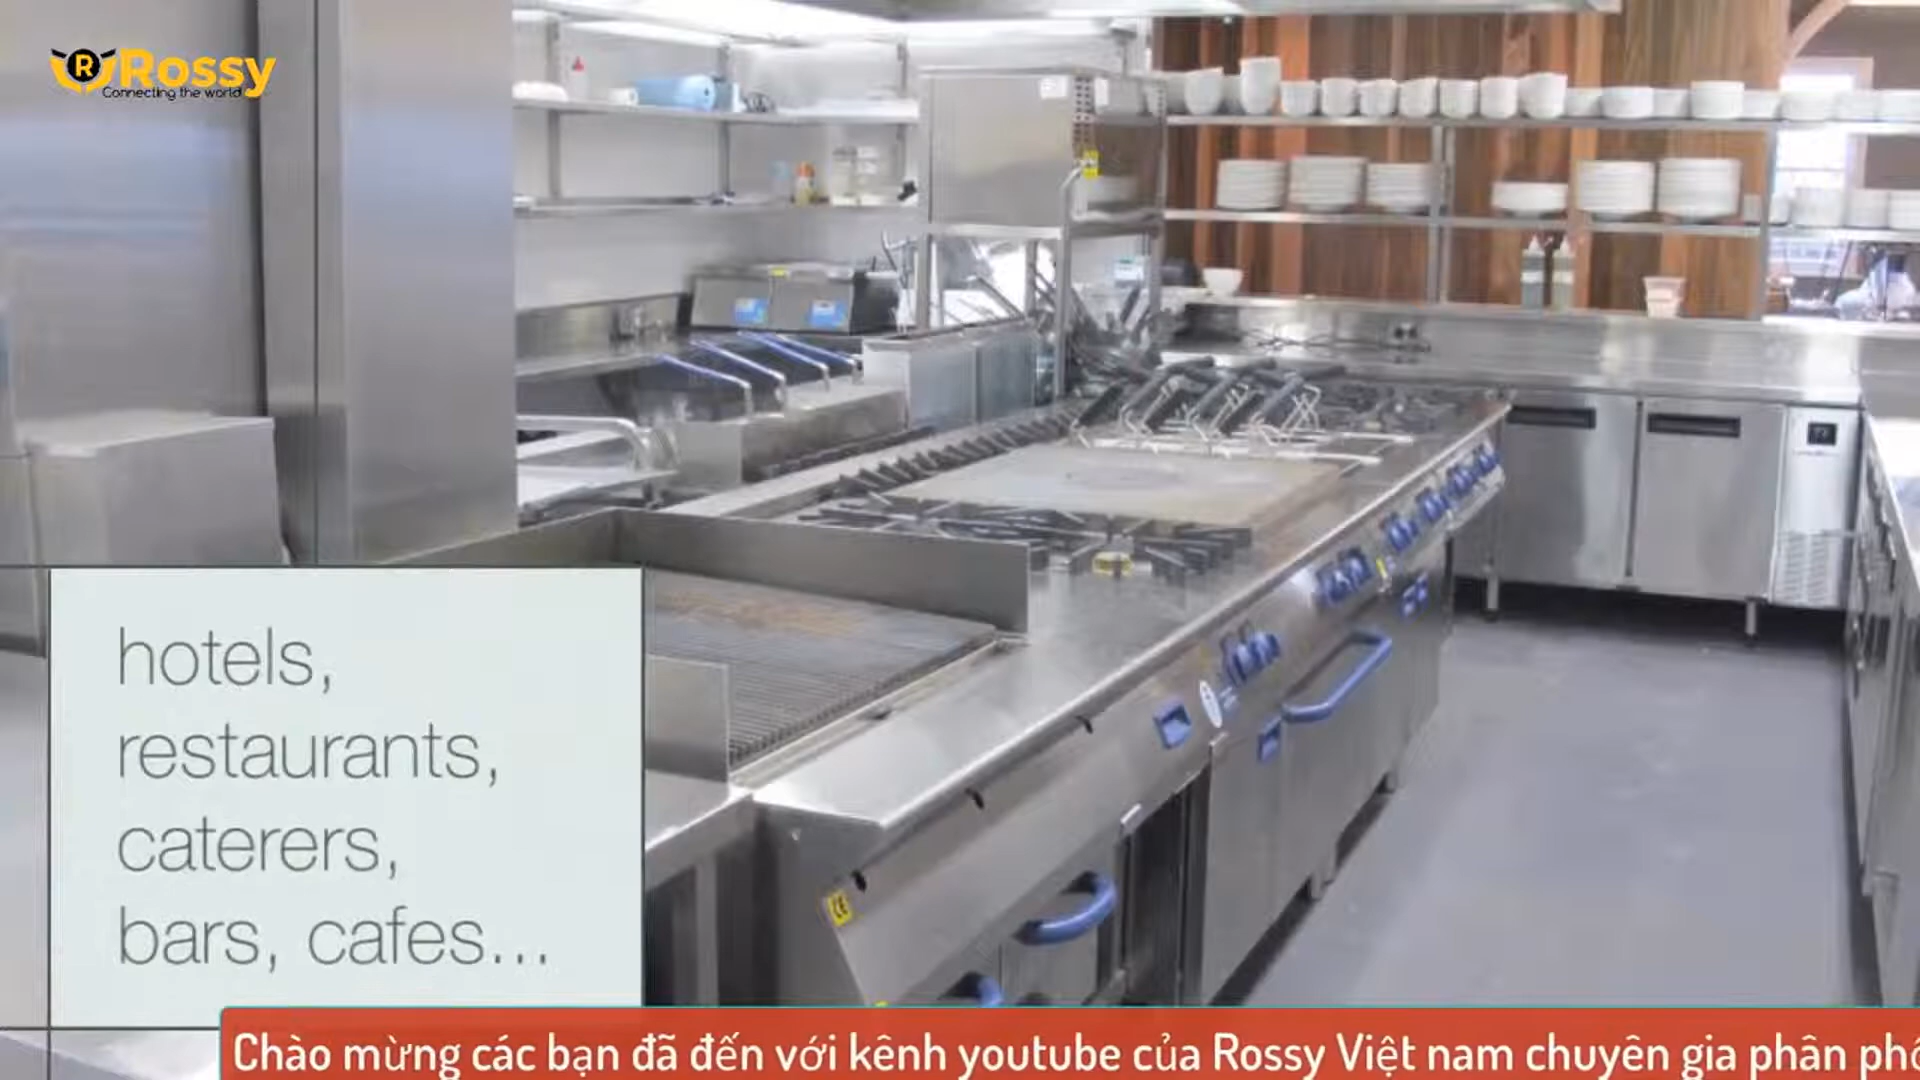 Rossy
Connecting the world
hotels,
restaurants,
caterers,
bars, cafes...
Chào mừng các bạn đã đến với kênh youtube của Rossy Việt nam chuyên gia phân